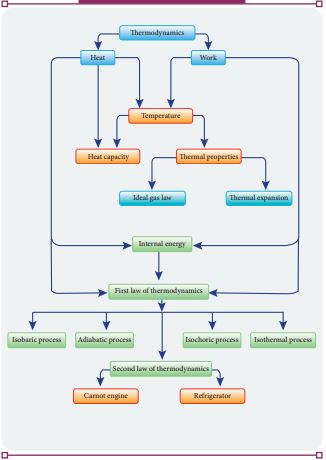 Thermodynamics
Heat
Work
Temperature
Heat capacity
Thermal properties
Ideal gas law
Thermal expansion
Internal energy
First law of thermodynamics
Isobaric process
Adiabatic process
Isochoric process
Isothermal process
Second law of thermodynamics
Carnot engine
Refrigerator